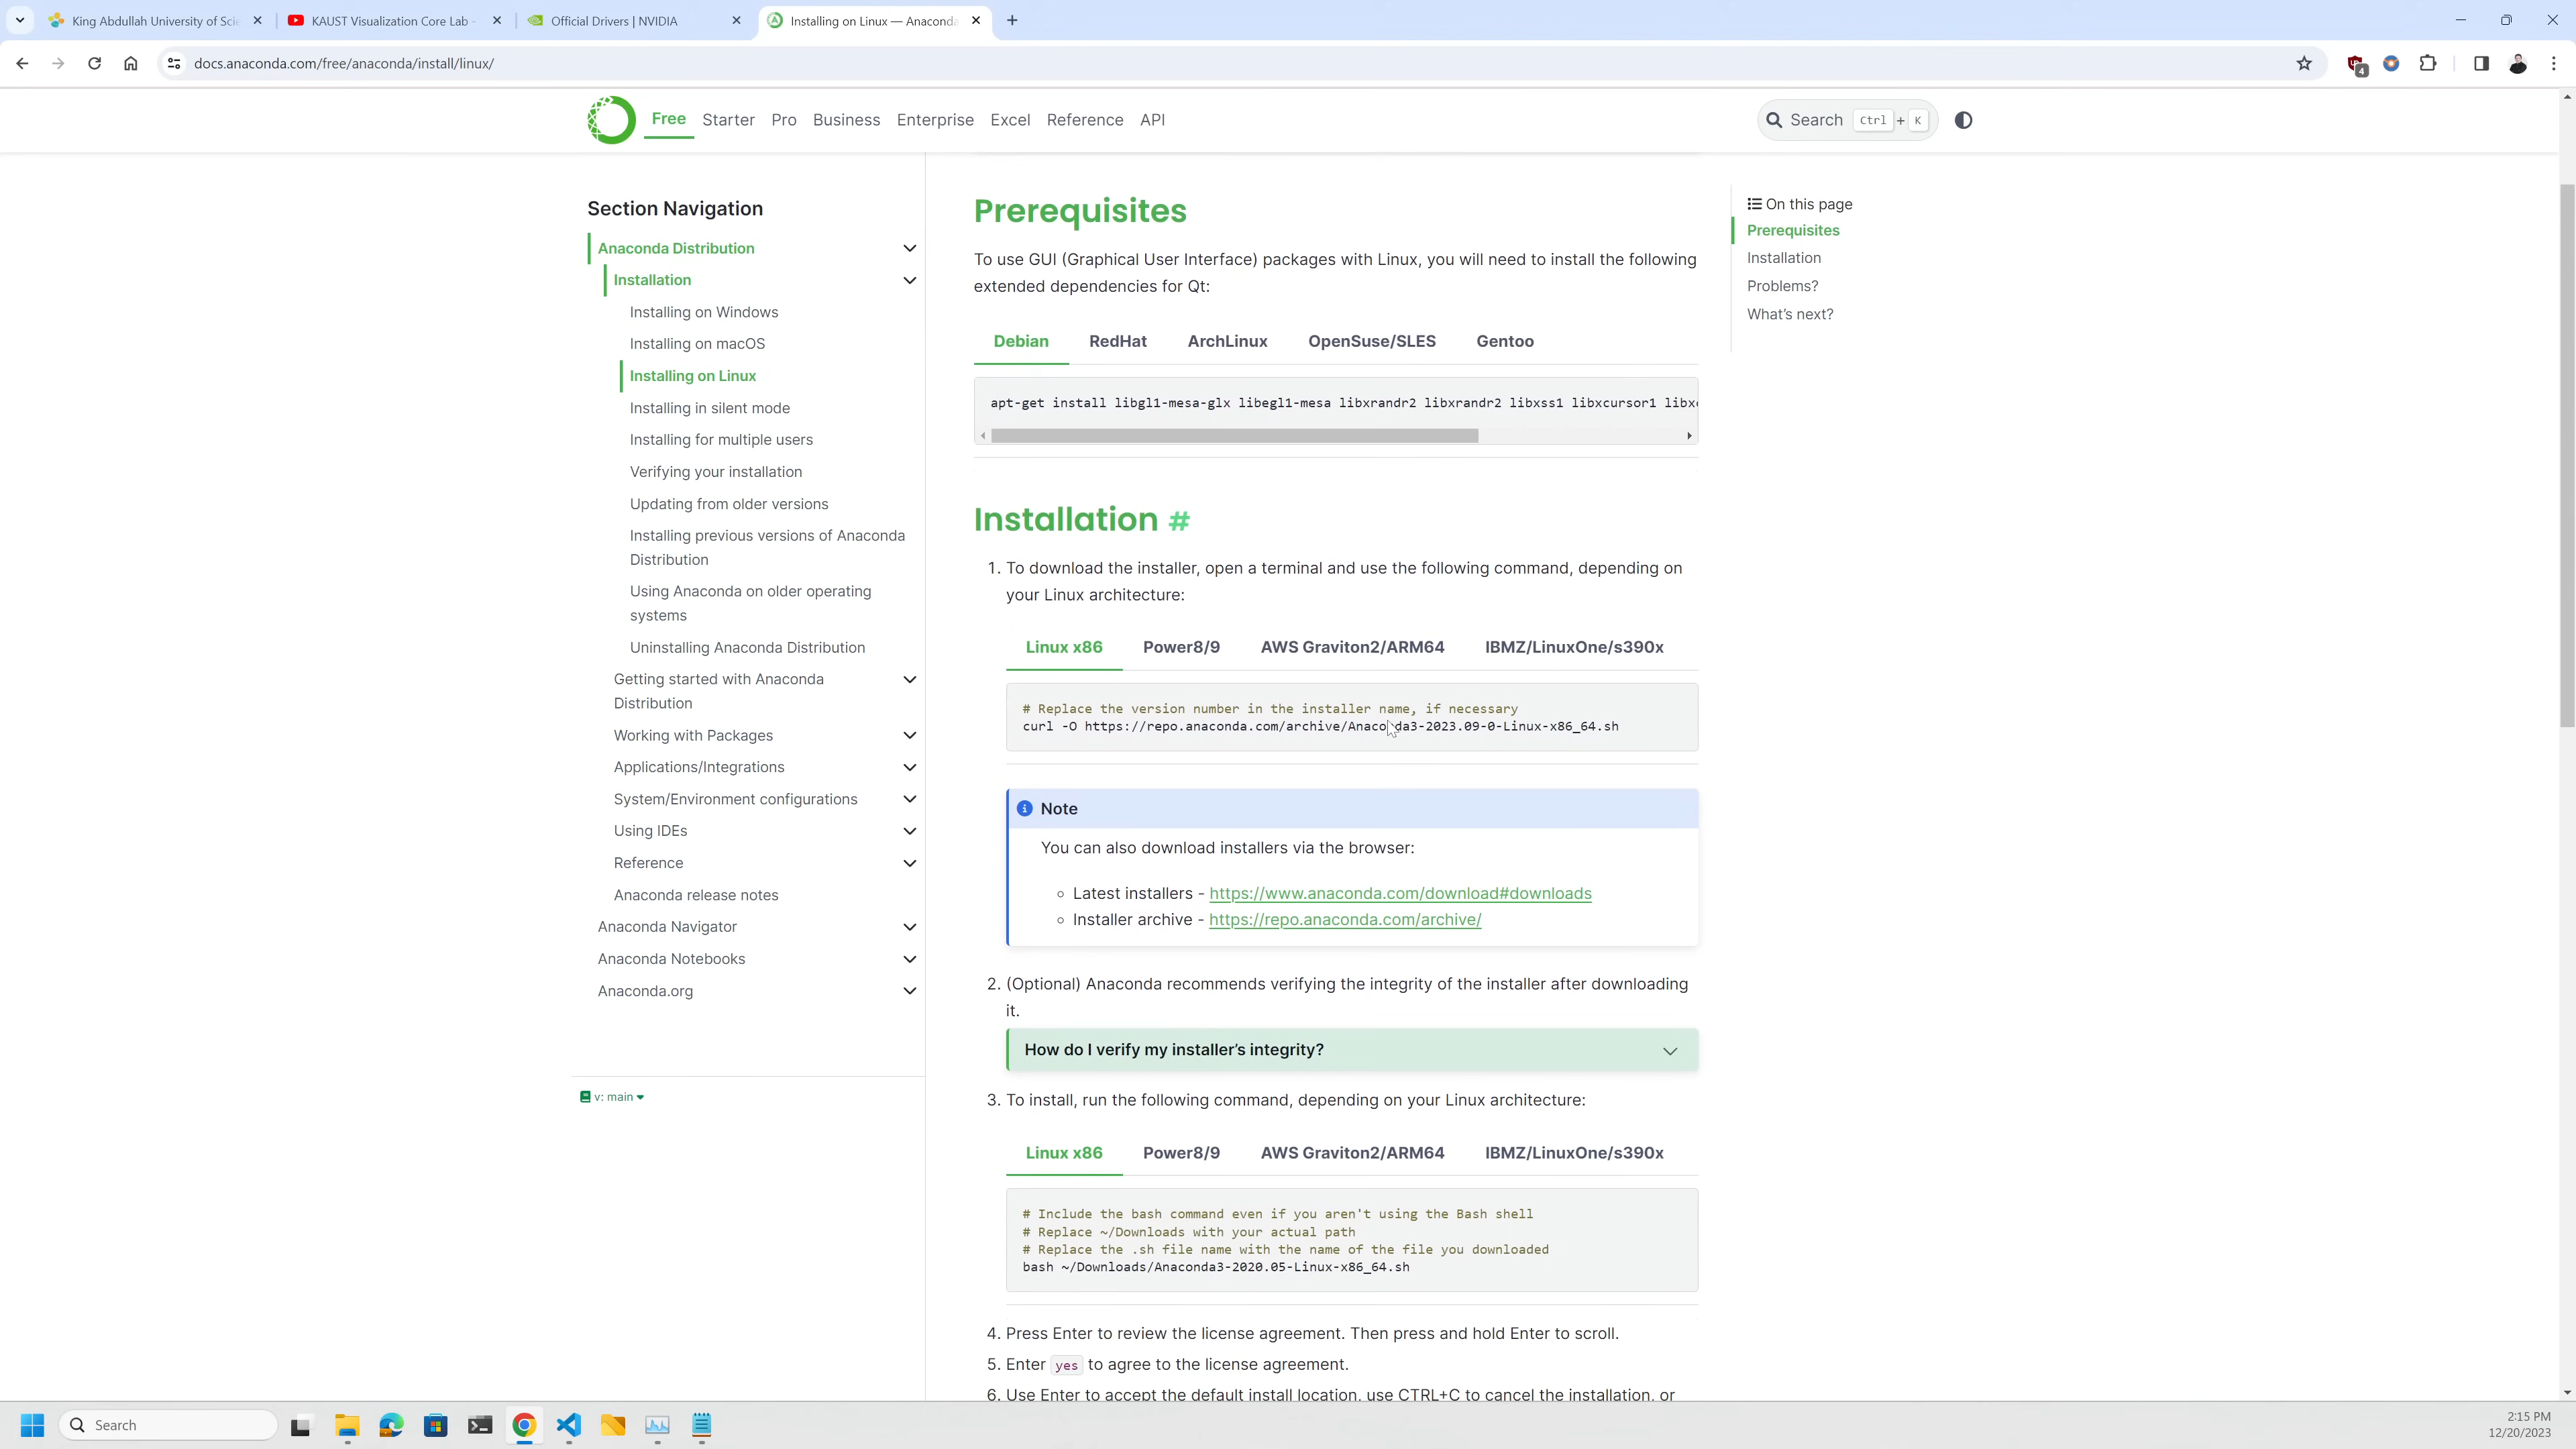 King Abdullah University of Scie
KAUST Visualization Core Lab -
Official Drivers | NVIDIA
Installing on Linux — Anaconda
docs.anaconda.com/free/anaconda/install/linux/
4
Free
Starter
Pro
Business
Enterprise
Excel
Reference
API
Search
Ctrl + K
Section Navigation
Anaconda Distribution
Installation
Installing on Windows
Installing on macOS
Installing on Linux
Installing in silent mode
Installing for multiple users
Verifying your installation
Updating from older versions
Installing previous versions of Anaconda
Distribution
Using Anaconda on older operating
systems
Uninstalling Anaconda Distribution
Getting started with Anaconda
Distribution
Working with Packages
Applications/Integrations
System/Environment configurations
Using IDEs
Reference
Anaconda release notes
Anaconda Navigator
Anaconda Notebooks
Anaconda.org
v: main
Prerequisites
To use GUI (Graphical User Interface) packages with Linux, you will need to install the following
extended dependencies for Qt:
Debian
RedHat
ArchLinux
OpenSuse/SLES
Gentoo
apt-get install libgl1-mesa-glx libegl1-mesa libxrandr2 libxrandr2 libxss1 libxcursor1 libxc
Installation #
1. To download the installer, open a terminal and use the following command, depending on
your Linux architecture:
Linux x86
Power8/9
AWS Graviton2/ARM64
IBMZ/LinuxOne/s390x
# Replace the version number in the installer name, if necessary
curl -O https://repo.anaconda.com/archive/Anaconda3-2023.09-0-Linux-x86_64.sh
Note
You can also download installers via the browser:
Latest installers - https://www.anaconda.com/download#downloads
Installer archive - https://repo.anaconda.com/archive/
2. (Optional) Anaconda recommends verifying the integrity of the installer after downloading
it.
How do I verify my installer's integrity?
3. To install, run the following command, depending on your Linux architecture:
Linux x86
Power8/9
AWS Graviton2/ARM64
IBMZ/LinuxOne/s390x
# Include the bash command even if you aren't using the Bash shell
# Replace ~/Downloads with your actual path
# Replace the .sh file name with the name of the file you downloaded
bash ~/Downloads/Anaconda3-2020.05-Linux-x86_64.sh
4. Press Enter to review the license agreement. Then press and hold Enter to scroll.
5. Enter yes to agree to the license agreement.
6. Use Enter to accept the default install location, use CTRL+C to cancel the installation, or
On this page
Prerequisites
Installation
Problems?
What's next?
Search
2:15 PM
12/20/2023